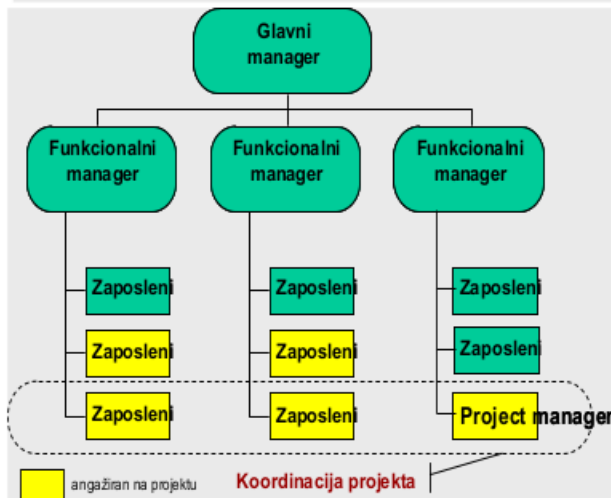 Glavni
manager
Funkcionalni
manager
Funkcionalni
manager
Funkcionalni
manager
Zaposleni
Zaposleni
Zaposleni
Zaposleni
Zaposleni
Zaposleni
Zaposleni
Zaposleni
Project manager
angažiran na projektu
Koordinacija projekta